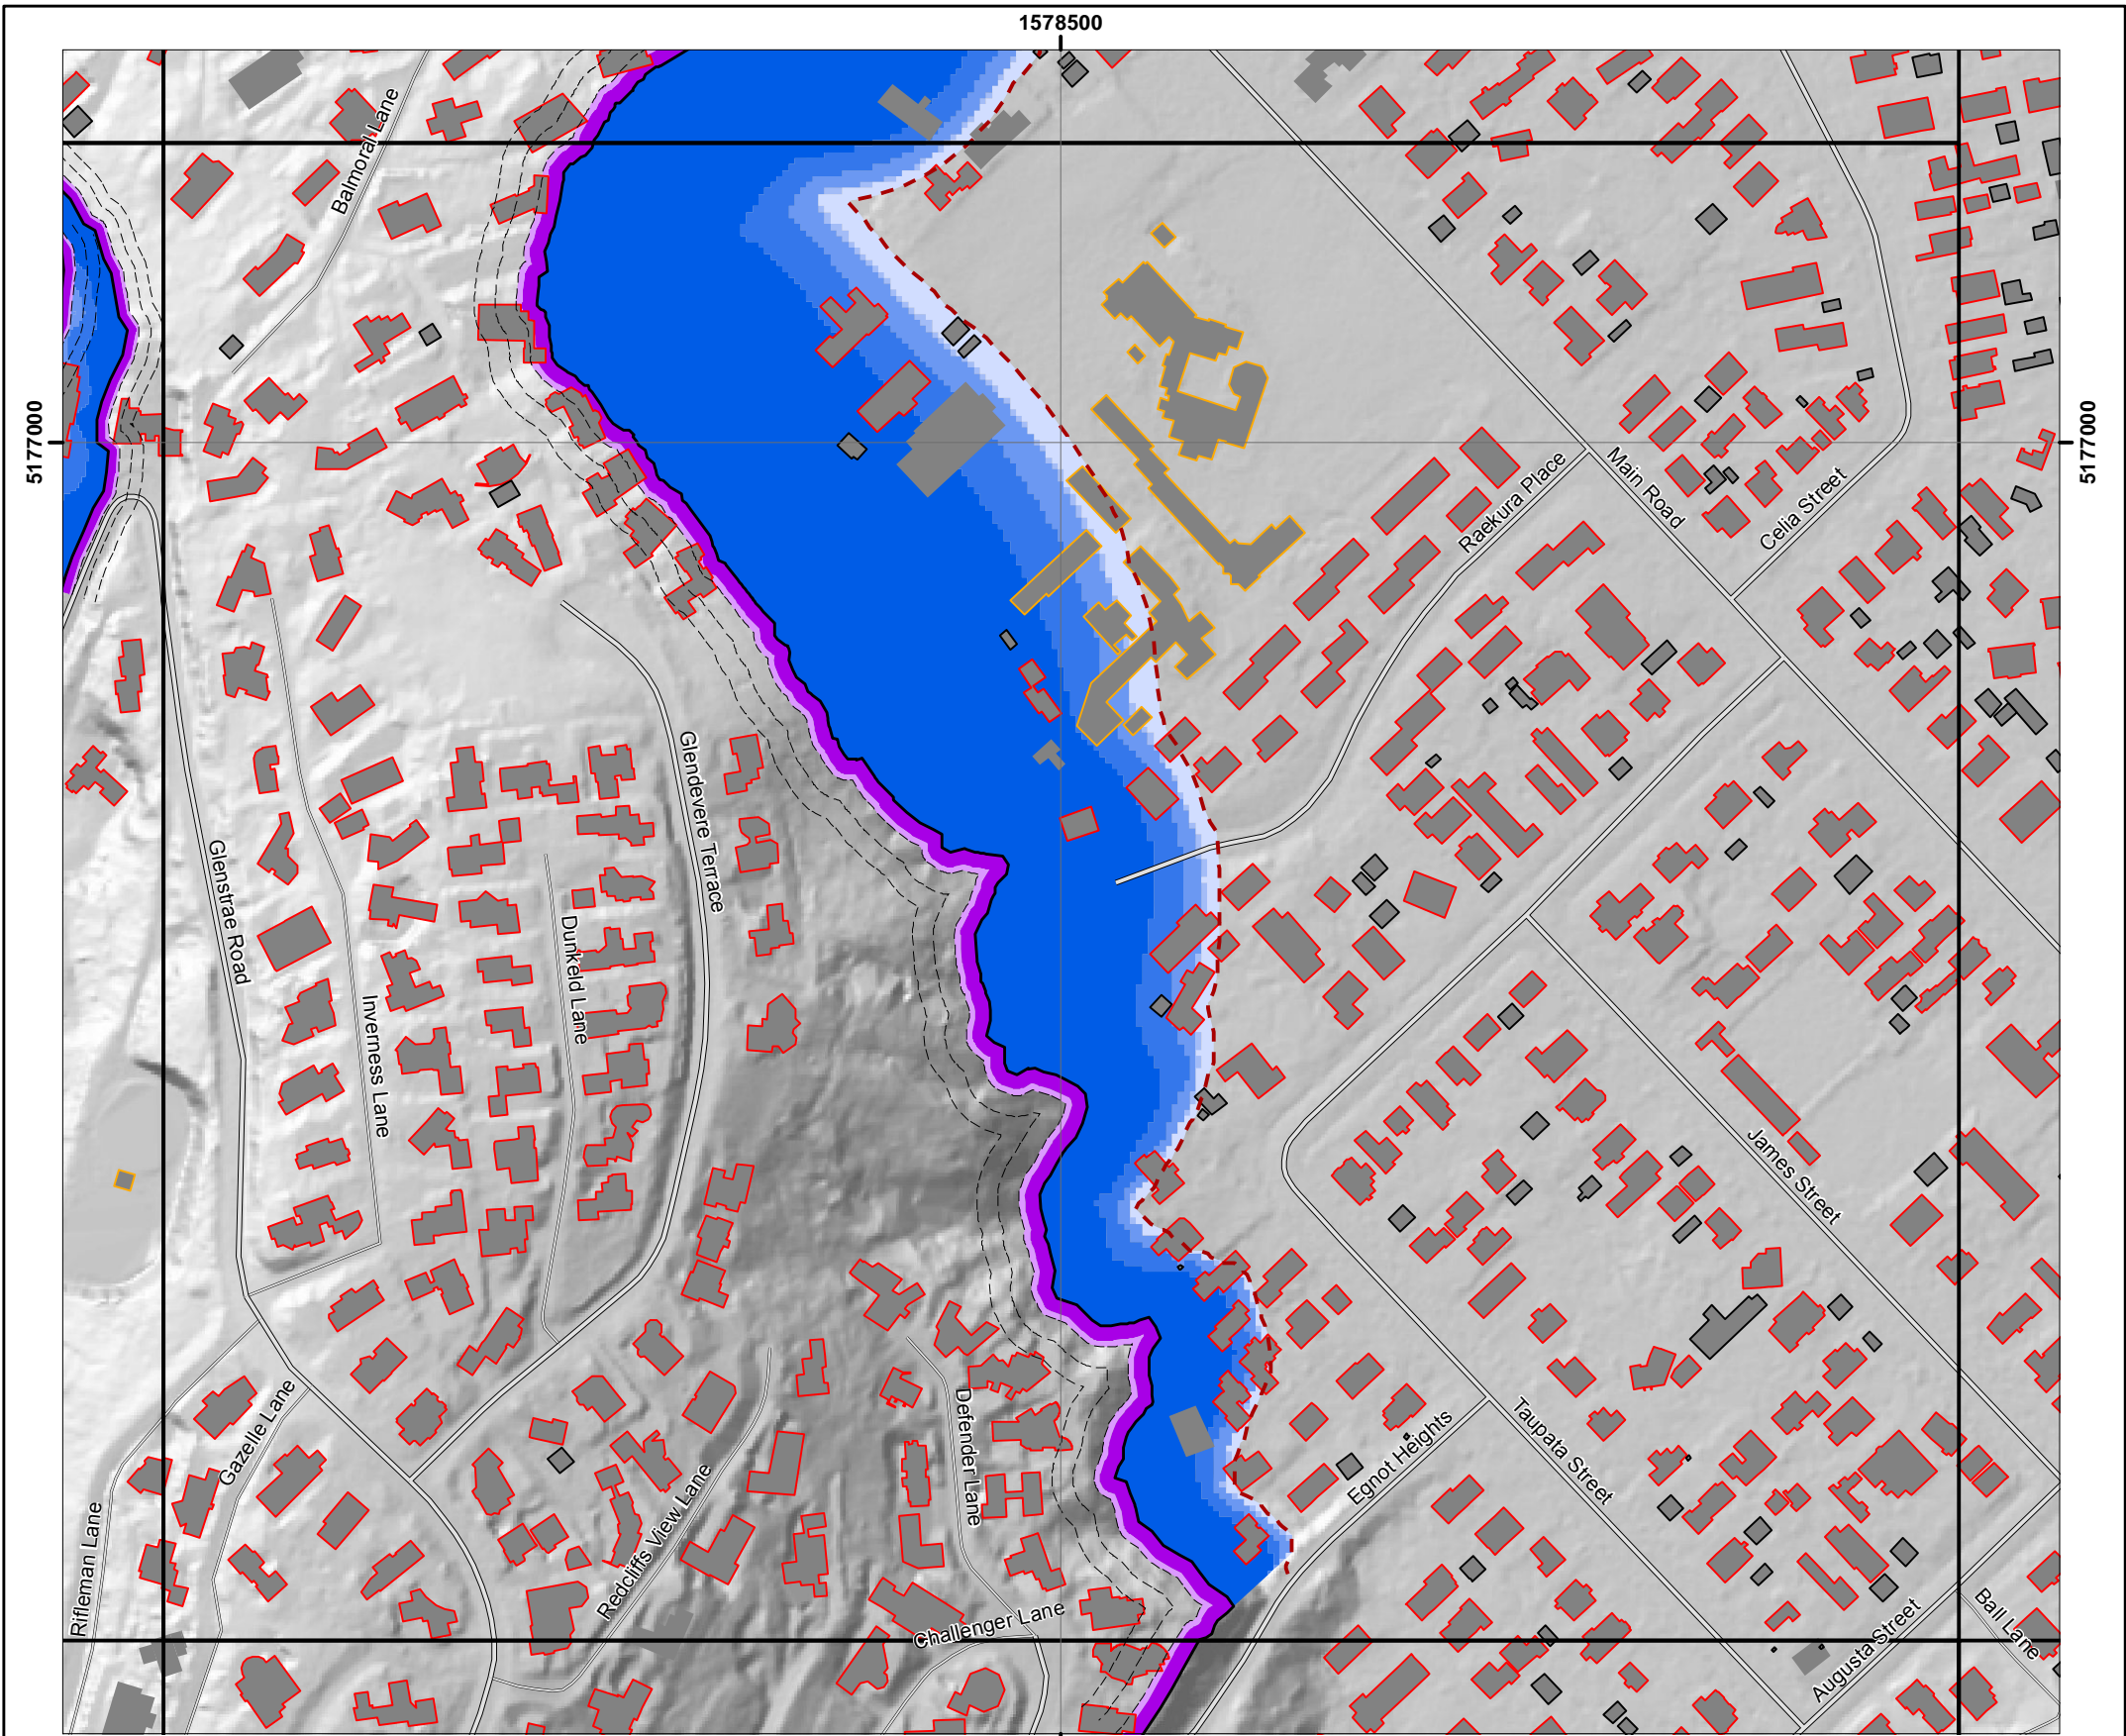 1578500
Balmoral Lane
5177000
5177000
Main Road
Raekura Place
Celia Street
Glendevere Terrace
Glenstrae Road
Dunkeld Lane
Inverness Lane
James Street
Gazelle Lane
Defender Lane
Taupata Street
Egnot Heights
Redcliffs View Lane
Rifleman Lane
Challenger Lane
Ball Lane
Augusta Street